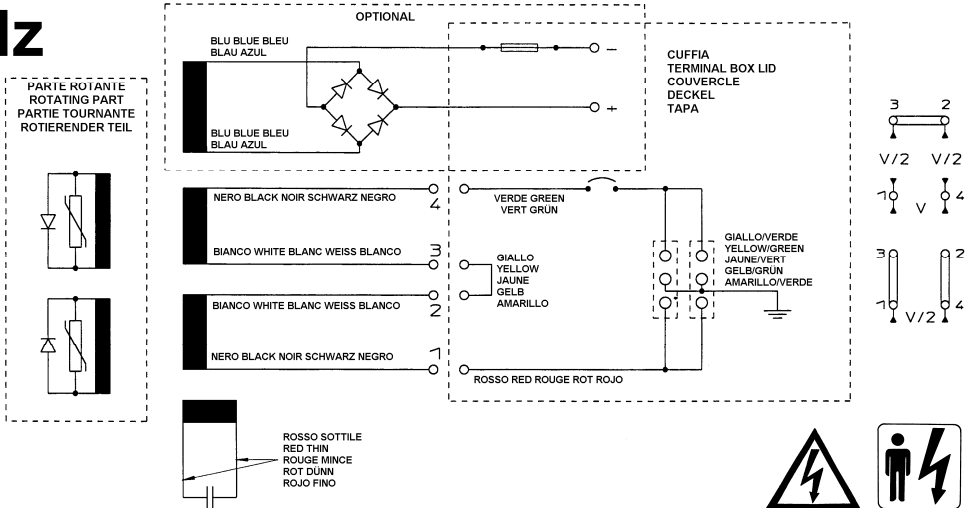 lz
OPTIONAL
BLU BLUE BLEU
BLAU AZUL
BLU BLUE BLEU
BLAU AZUL
–
+
CUFFIA
TERMINAL BOX LID
COUVERCLE
DECKEL
TAPA
PARTE ROTANTE
ROTATING PART
PARTIE TOURNANTE
ROTIERENDER TEIL
NERO BLACK NOIR SCHWARZ NEGRO
4
BIANCO WHITE BLANC WEISS BLANCO
3
BIANCO WHITE BLANC WEISS BLANCO
2
NERO BLACK NOIR SCHWARZ NEGRO
1
VERDE GREEN
VERT GRÜN
GIALLO
YELLOW
JAUNE
GELB
AMARILLO
GIALLO/VERDE
YELLOW/GREEN
JAUNE/VERT
GELB/GRÜN
AMARILLO/VERDE
ROSSO RED ROUGE ROT ROJO
ROSSO SOTTILE
RED THIN
ROUGE MINCE
ROT DÜNN
ROJO FINO
3 2
V/2 V/2
1 V 4
3 2
1 V/2 4